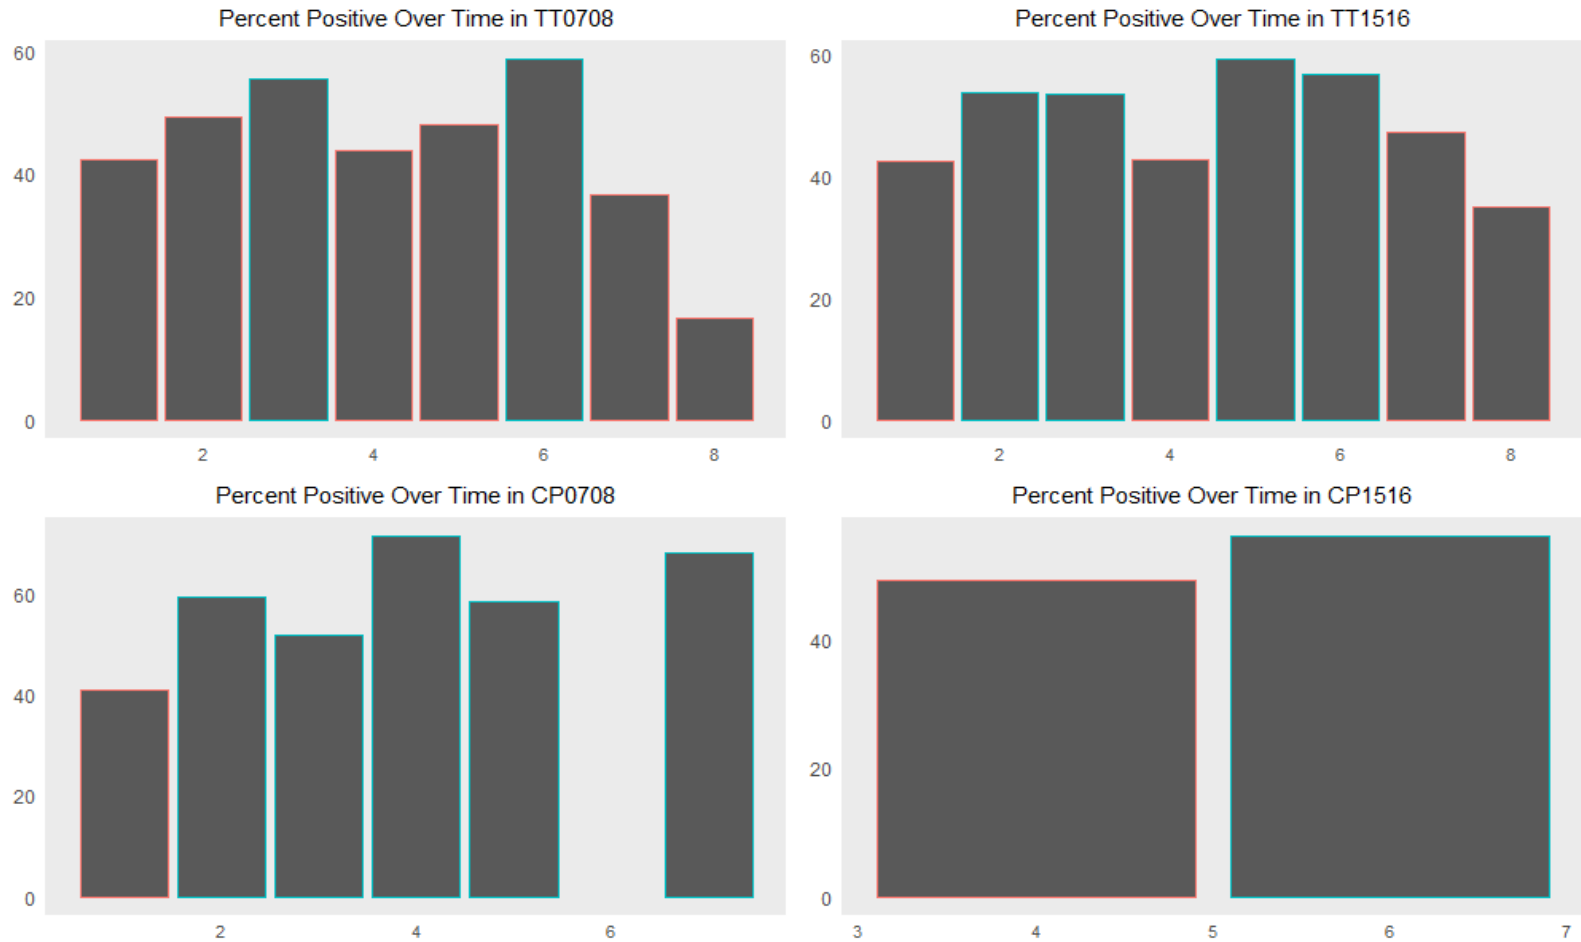 Percent Positive Over Time in TT0708
60
40
20
0
2 4 6 8
Percent Positive Over Time in TT1516
60
40
20
0
2 4 6 8
Percent Positive Over Time in CP0708
60
40
20
0
2 4 6
Percent Positive Over Time in CP1516
40
20
0
3 4 5 6 7